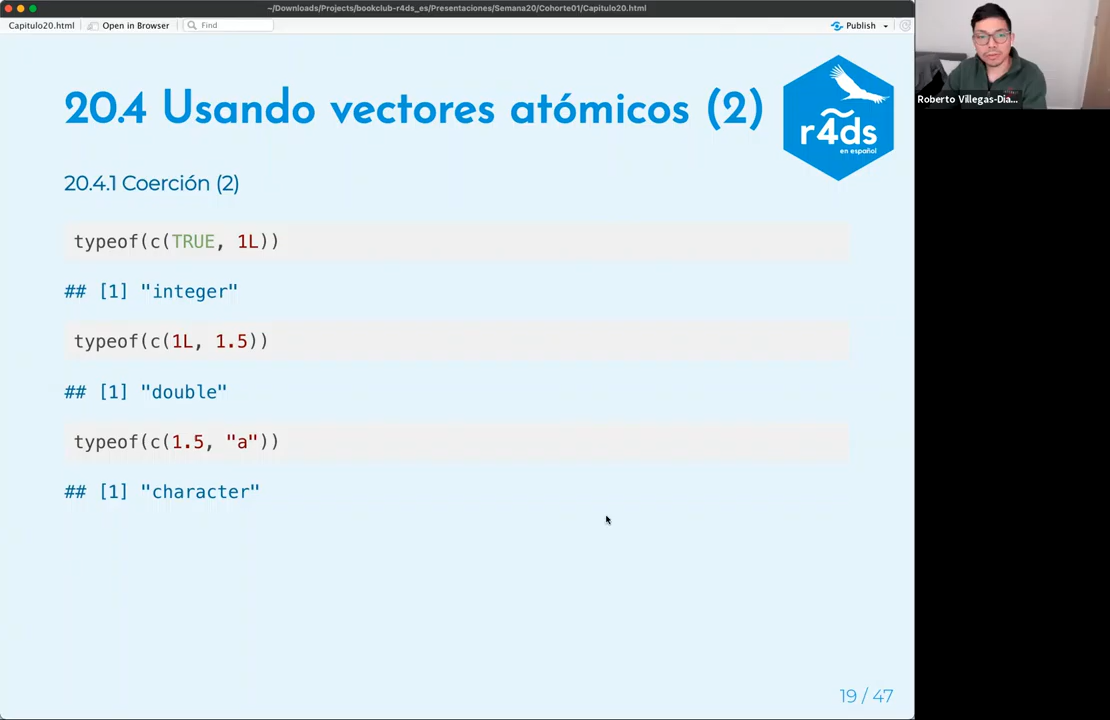 ~/Downloads/Projects/bookclub-r4ds_es/Presentaciones/Semana20/Cohorte01/Capitulo20.html
Capitulo20.html
Open in Browser
Find
Publish
Roberto Villegas-Dia...
20.4 Usando vectores atómicos (2)
r4ds
en español
20.4.1 Coerción (2)
typeof(c(TRUE, 1L))
## [1] "integer"
typeof(c(1L, 1.5))
## [1] "double"
typeof(c(1.5, "a"))
## [1] "character"
19 / 47